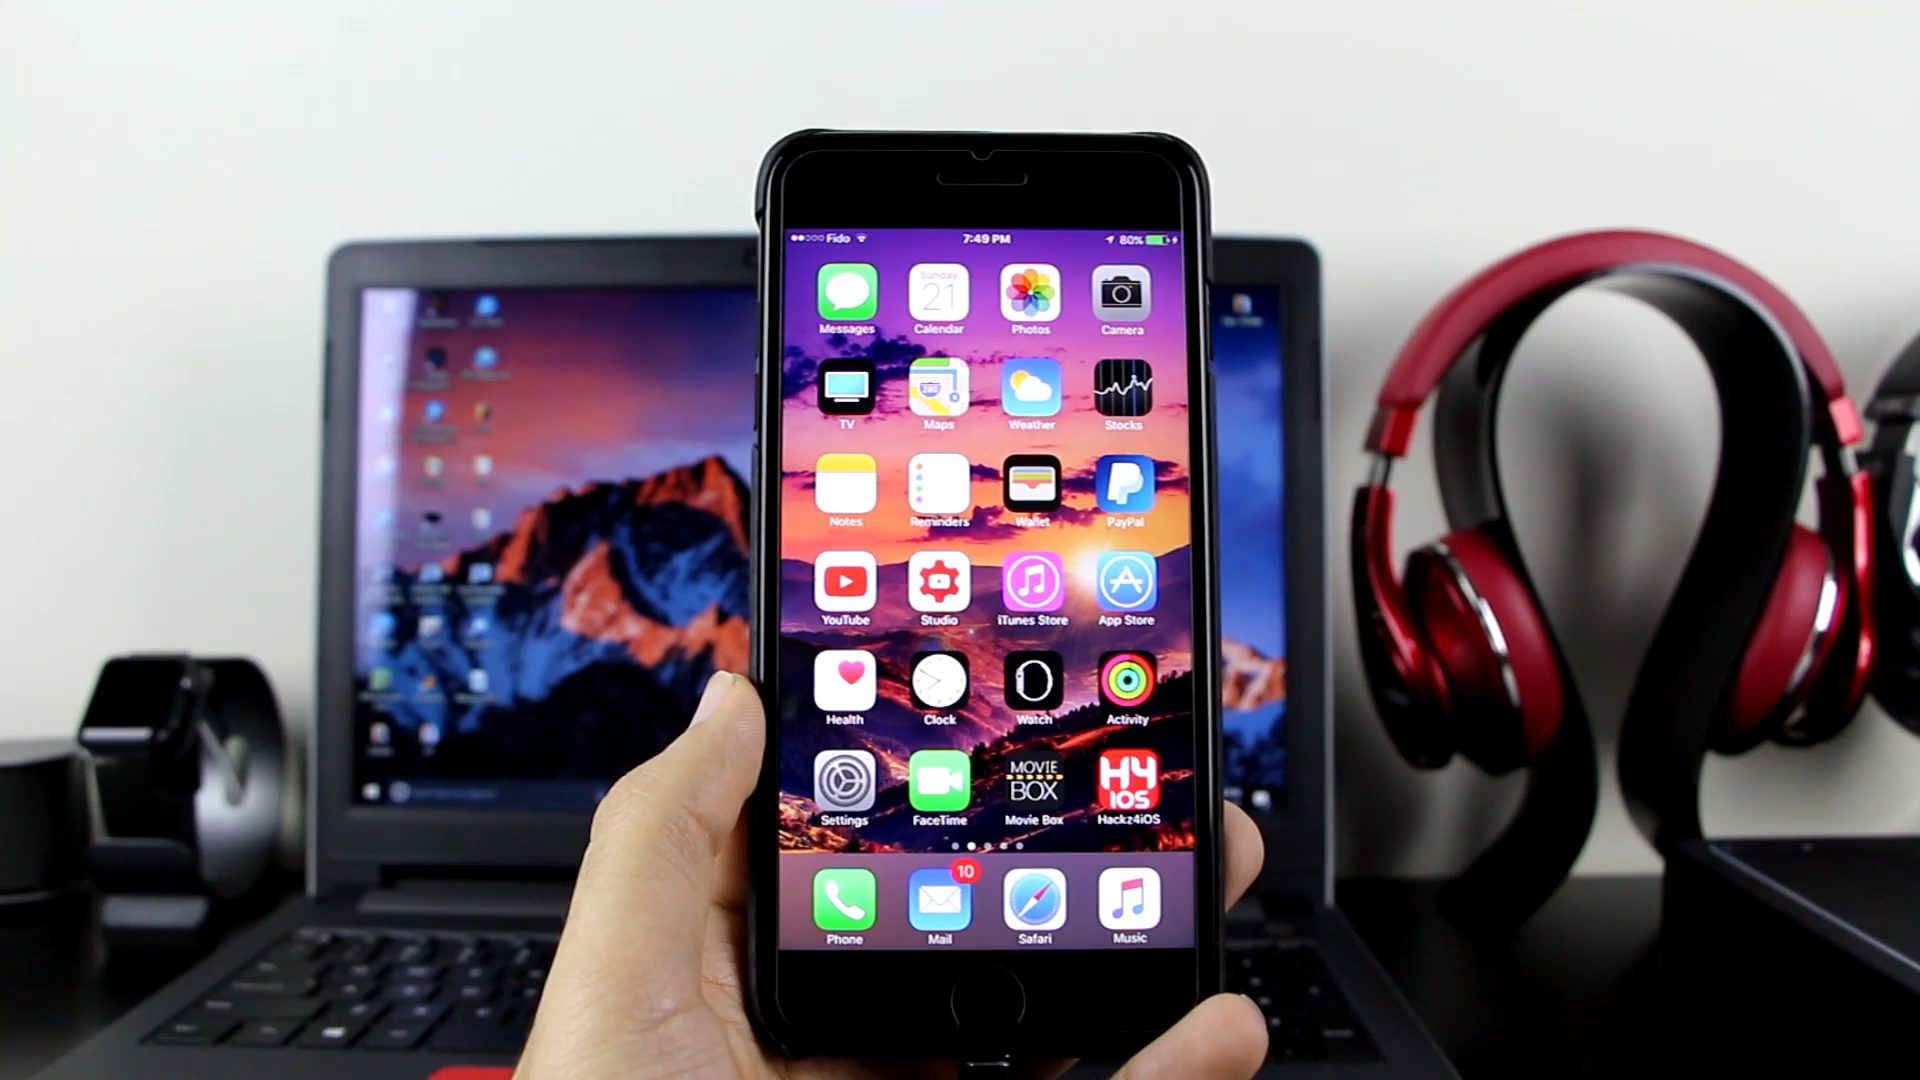 Fido 7:49 PM 80%
Sunday
21
Messages Calendar Photos Camera
280
TV Maps Weather Stocks
Notes Reminders Wallet PayPal
YouTube Studio iTunes Store App Store
Health Clock Watch Activity
MOVIE
BOX
H4
iOS
Settings FaceTime Movie Box Hackz4iOS
10
Phone Mail Safari Music